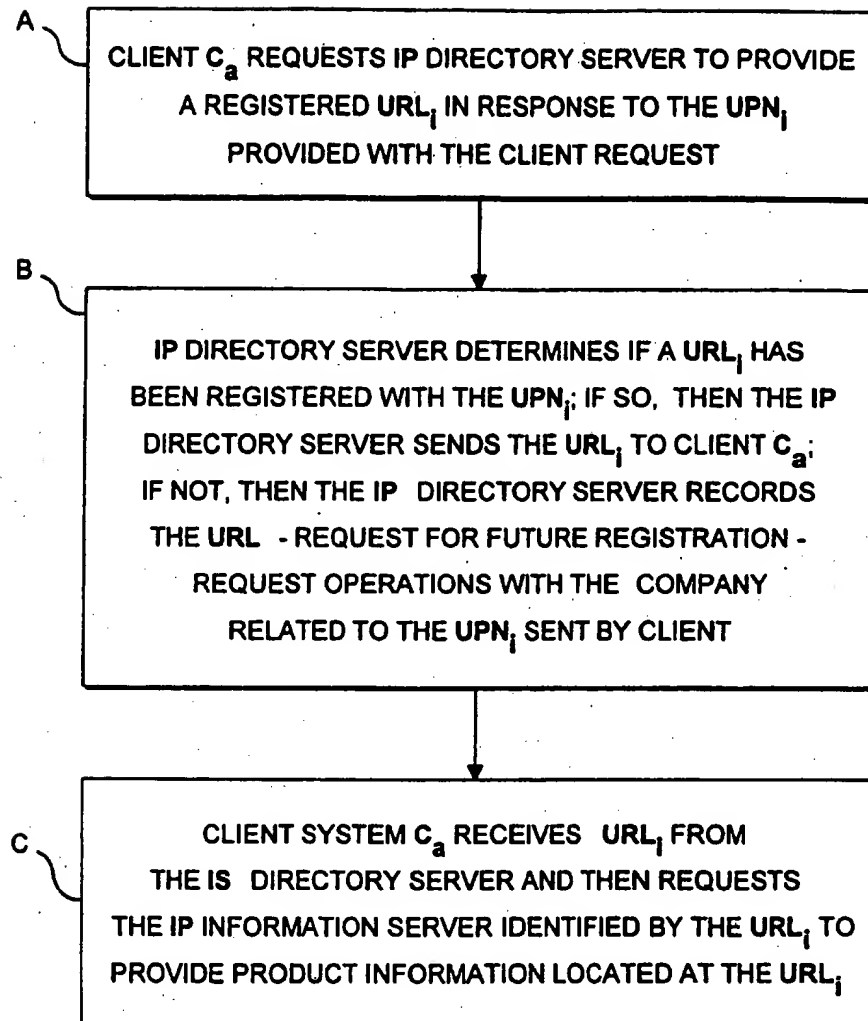 A
CLIENT Ca REQUESTS IP DIRECTORY SERVER TO PROVIDE
A REGISTERED URLi IN RESPONSE TO THE UPNi
PROVIDED WITH THE CLIENT REQUEST
B
IP DIRECTORY SERVER DETERMINES IF A URLi HAS
BEEN REGISTERED WITH THE UPNi; IF SO, THEN THE IP
DIRECTORY SERVER SENDS THE URLi TO CLIENT Ca;
IF NOT, THEN THE IP DIRECTORY SERVER RECORDS
THE URL - REQUEST FOR FUTURE REGISTRATION -
REQUEST OPERATIONS WITH THE COMPANY
RELATED TO THE UPNi SENT BY CLIENT
C
CLIENT SYSTEM Ca RECEIVES URLi FROM
THE IS DIRECTORY SERVER AND THEN REQUESTS
THE IP INFORMATION SERVER IDENTIFIED BY THE URLi TO
PROVIDE PRODUCT INFORMATION LOCATED AT THE URLi